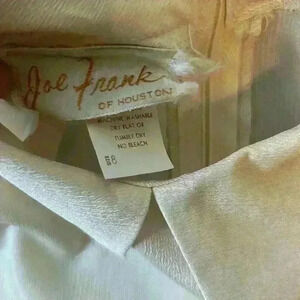 Joe Frank
OF HOUSTON
MACHINE WASHABLE
DRY FLAT OR
TUMBLE DRY
NO BLEACH